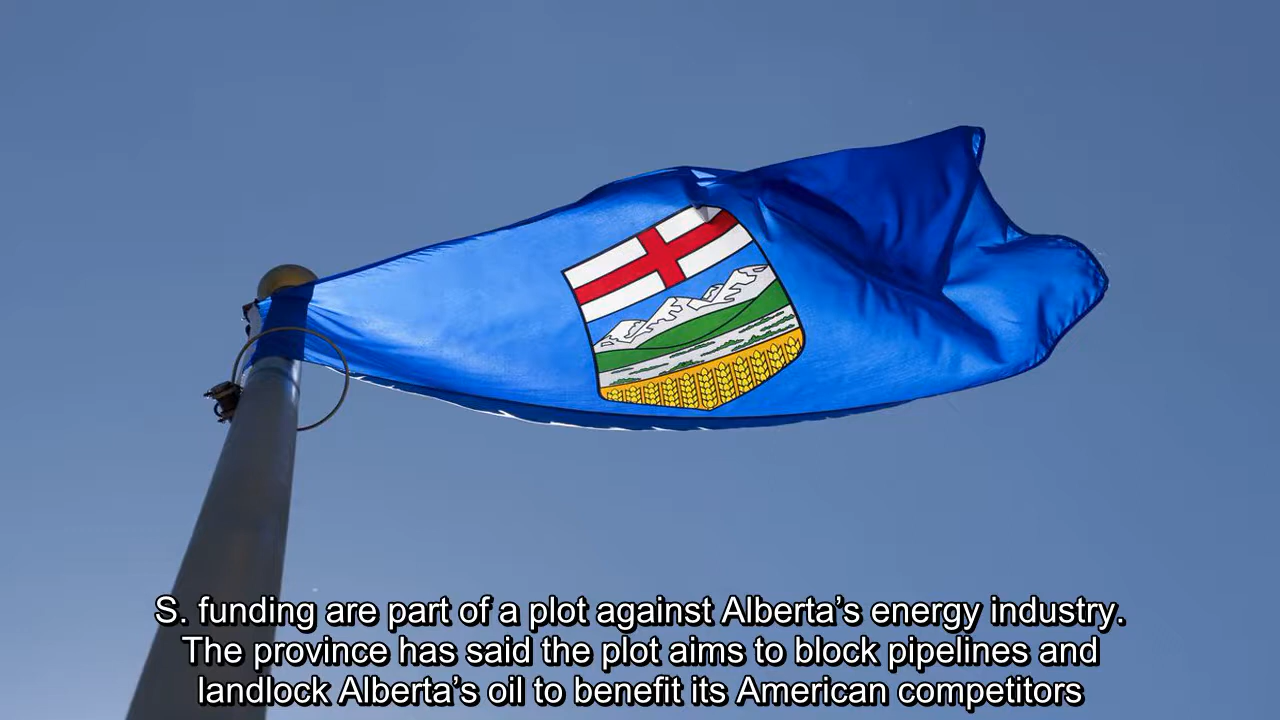 S. funding are part of a plot against Alberta’s energy industry.
The province has said the plot aims to block pipelines and
landlock Alberta’s oil to benefit its American competitors